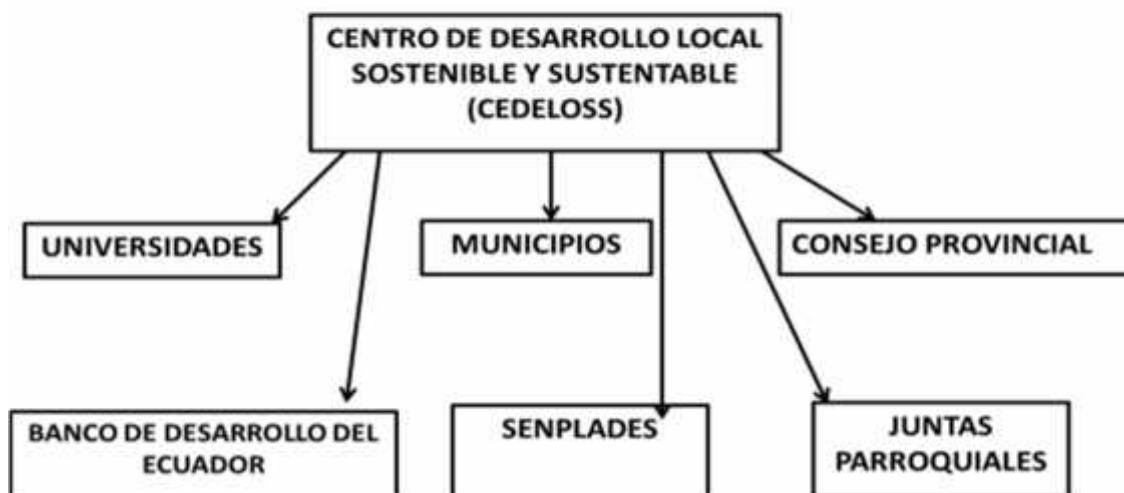 CENTRO DE DESARROLLO LOCAL
SOSTENIBLE Y SUSTENTABLE
(CEDELOSS)
UNIVERSIDADES
MUNICIPIOS
CONSEJO PROVINCIAL
BANCO DE DESARROLLO DEL
ECUADOR
SENPLADES
JUNTAS
PARROQUIALES